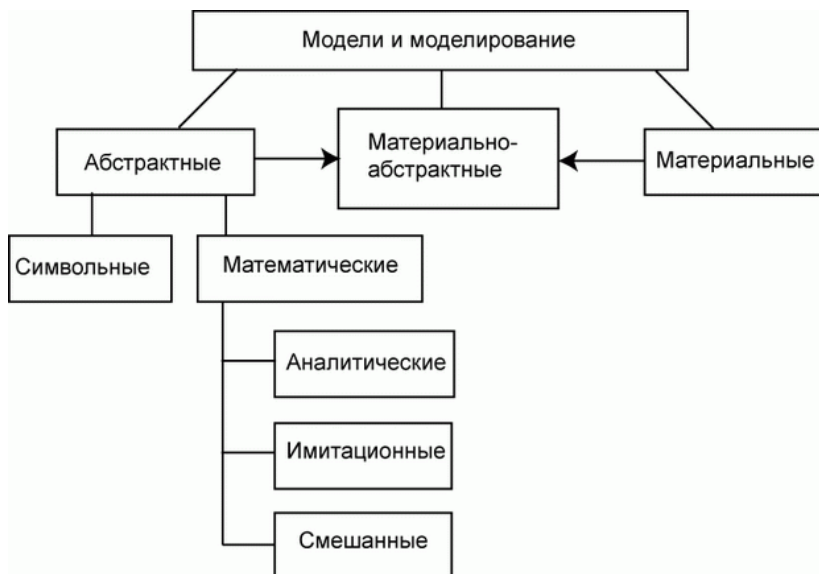 Модели и моделирование
Абстрактные
Материально-
абстрактные
Материальные
Символьные
Математические
Аналитические
Имитационные
Смешанные